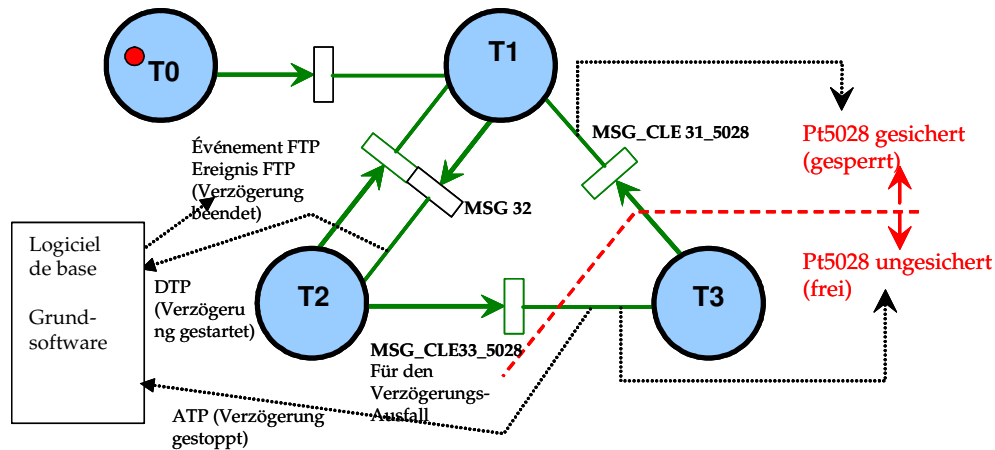 T0
T1
MSG_CLE 31_5028
Pt5028 gesichert
(gesperrt)
Événement FTP
Ereignis FTP
(Verzögerung
beendet)
MSG 32
Logiciel
de base
Grund-
software
DTP
(Verzögeru
ng gestartet)
T2
T3
Pt5028 ungesichert
(frei)
MSG_CLE33_5028
Für den
Verzögerungs-
Ausfall
ATP (Verzögerung
gestoppt)